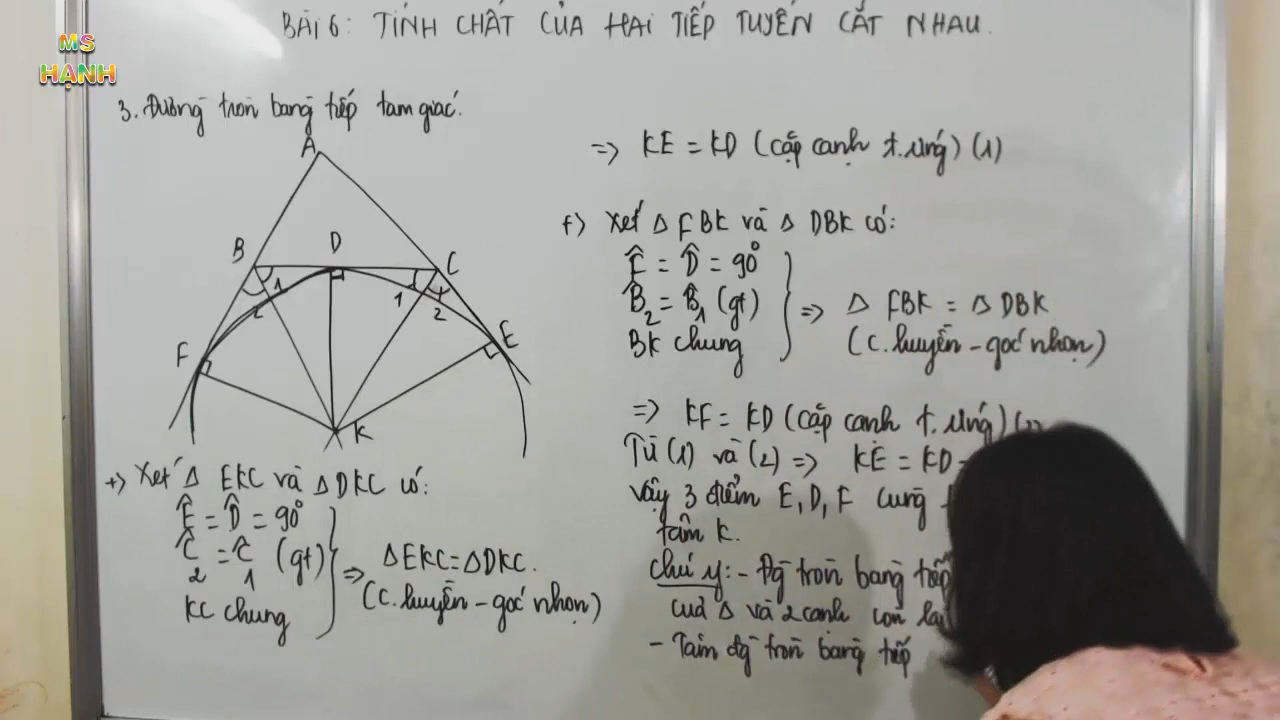 MS
HẠNH
BÀI 6: TÍNH CHẤT CỦA HAI TIẾP TUYẾN CẮT NHAU.
3. Đường tròn bàng tiếp tam giác.
A
B
D
C
1
2
1
2
F
E
K
+) Xét Δ EKC và Δ DKC có:
Ê = D̂ = 90°
Ĉ₂ = Ĉ₁ (gt)
KC chung
=> ΔEKC = ΔDKC.
(c.huyền - góc nhọn)
=> KE = KD (cặp cạnh t.ứng) (1)
+) Xét Δ FBK và Δ DBK có:
F̂ = D̂ = 90°
B̂₂ = B̂₁ (gt)
BK chung
=> Δ FBK = Δ DBK
(c.huyền - góc nhọn)
=> KF = KD (cặp cạnh t.ứng)
Từ (1) và (2) => KE = KD
Vậy 3 điểm E, D, F cùng
tâm K.
Chú ý: - Đg tròn bàng tiếp
của Δ và 2 cạnh còn lại
- Tâm đg tròn bàng tiếp